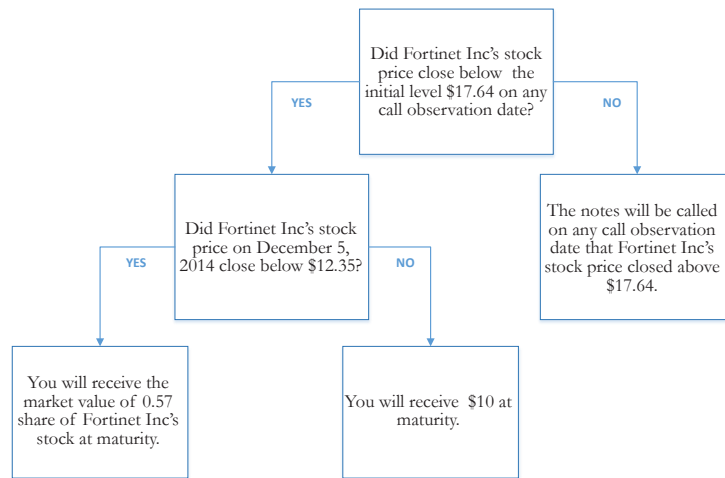 Did Fortinet Inc's stock
price close below the
initial level $17.64 on any
call observation date?
YES
NO
Did Fortinet Inc's stock
price on December 5,
2014 close below $12.35?
The notes will be called
on any call observation
date that Fortinet Inc's
stock price closed above
$17.64.
YES
NO
You will receive the
market value of 0.57
share of Fortinet Inc's
stock at maturity.
You will receive $10 at
maturity.